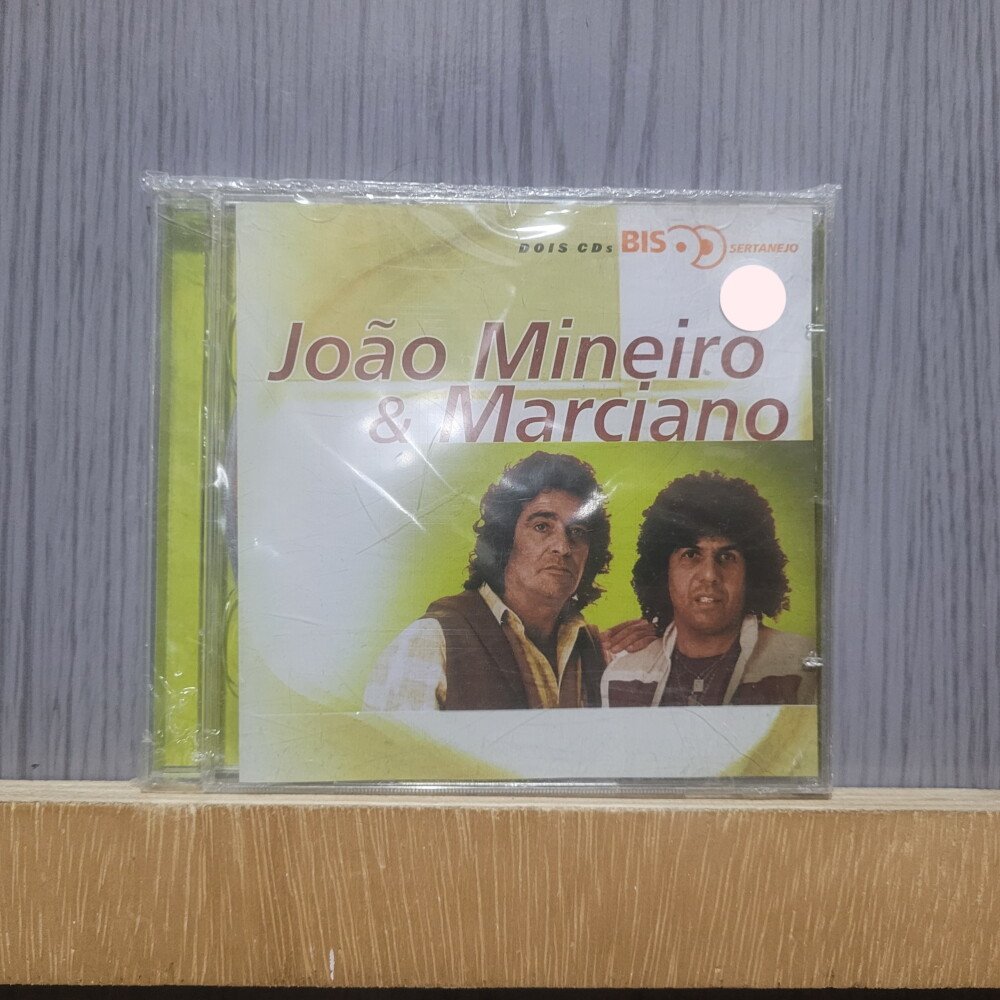 DOIS CDs BIS SERTANEJO
João Mineiro
& Marciano